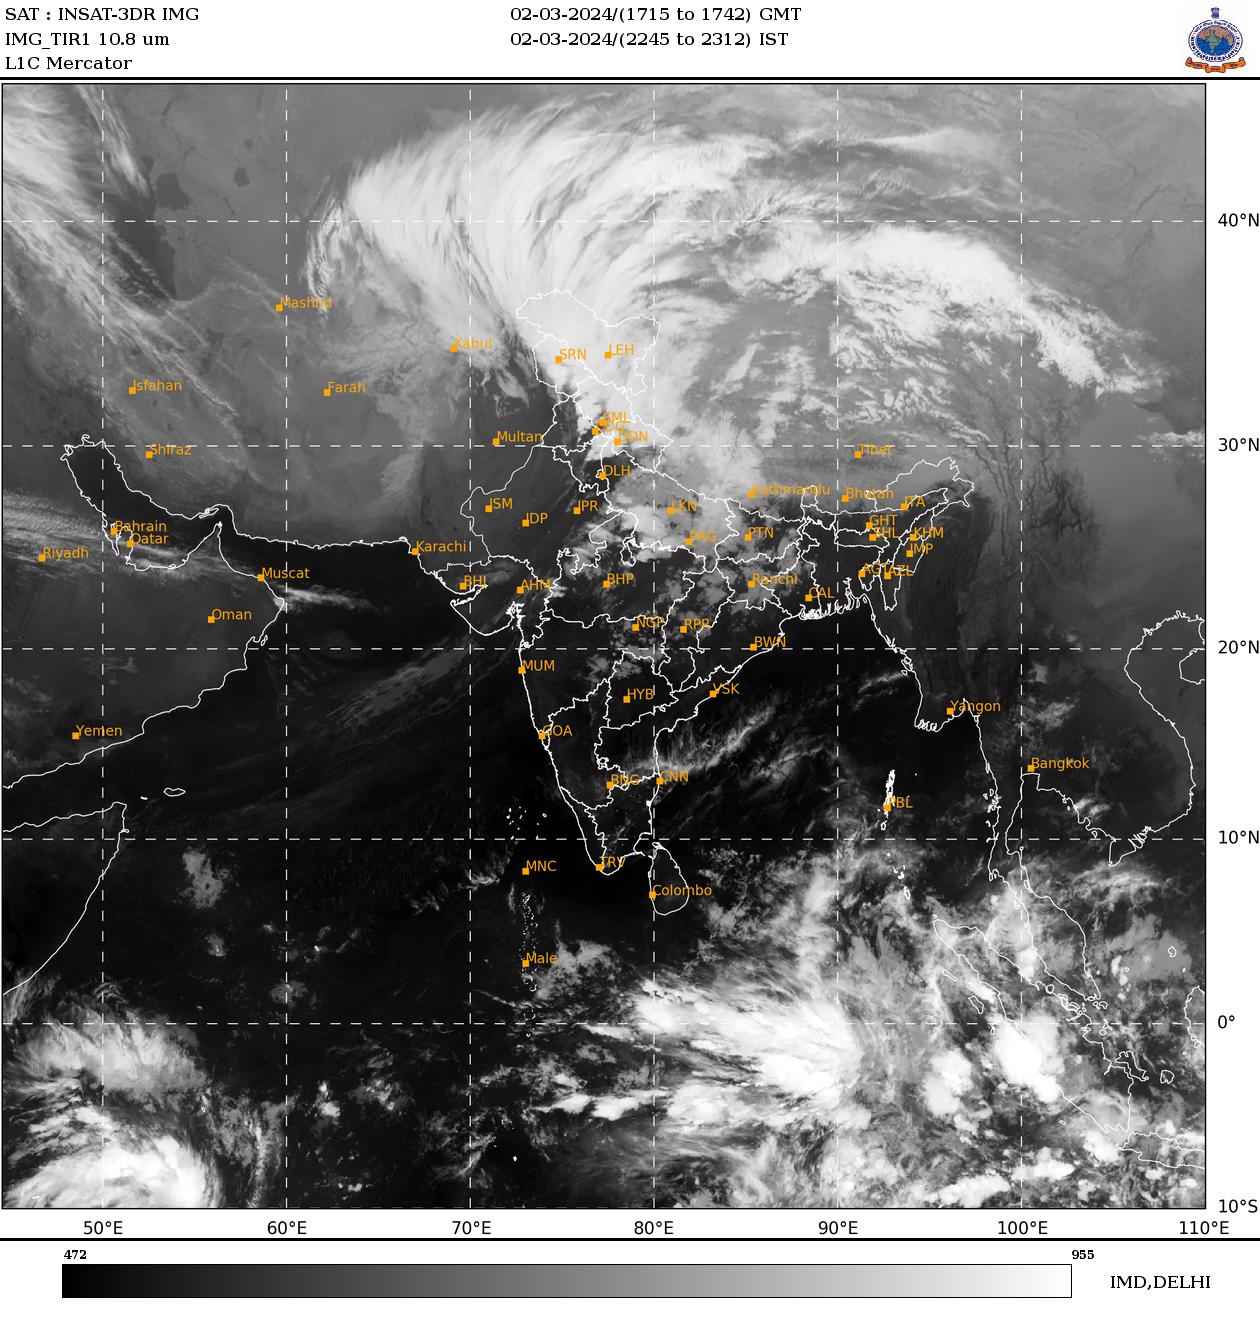 SAT : INSAT-3DR IMG
IMG_TIR1 10.8 um
L1C Mercator
02-03-2024/(1715 to 1742) GMT
02-03-2024/(2245 to 2312) IST
40°N
Mashhd
Kabul
SRN
LEH
Isfahan
Farah
SML
Multan
DDN
30°N
Shiraz
Tibet
DLH
Kathmandu
Bhutan
ITA
JSM
JPR
LKN
JDP
GHT
Bahrain
PRG
PTN
SHL
KHM
Qatar
Karachi
IMP
Riyadh
Muscat
BHJ
AHM
BHP
Ranchi
AGT
AZL
CAL
Oman
NGP
RPR
BWN
20°N
MUM
HYB
VSK
Yangon
Yemen
GOA
BNG
CNN
Bangkok
PBL
10°N
MNC
TRV
Colombo
Male
0°
10°S
50°E
60°E
70°E
80°E
90°E
100°E
110°E
472
955
IMD,DELHI